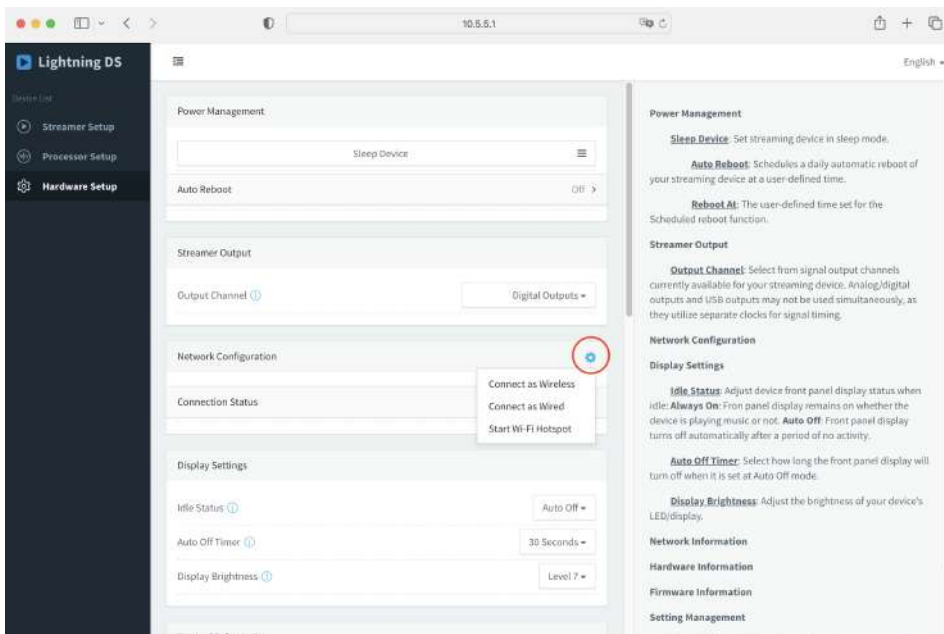 10.5.5.1
Lightning DS
English
Device List
Streamer Setup
Processor Setup
Hardware Setup
Power Management
Sleep Device
Auto Reboot
Off >
Streamer Output
Output Channel
Digital Outputs
Network Configuration
Connect as Wireless
Connect as Wired
Start Wi-Fi Hotspot
Connection Status
Display Settings
Idle Status
Auto Off
Auto Off Timer
30 Seconds
Display Brightness
Level 7
Power Management
Sleep Device: Set streaming device in sleep mode.
Auto Reboot: Schedules a daily automatic reboot of
your streaming device at a user-defined time.
Reboot At: The user-defined time set for the
Scheduled reboot function.
Streamer Output
Output Channel: Select from signal output channels
currently available for your streaming device. Analog/digital
outputs and USB outputs may not be used simultaneously, as
they utilize separate clocks for signal timing.
Network Configuration
Display Settings
Idle Status: Adjust device front panel display status when
idle: Always On: Fron panel display remains on whether the
device is playing music or not. Auto Off: Front panel display
turns off automatically after a period of no activity.
Auto Off Timer: Select how long the front panel display will
turn off when it is set at Auto Off mode.
Display Brightness: Adjust the brightness of your device's
LED/display.
Network Information
Hardware Information
Firmware Information
Setting Management